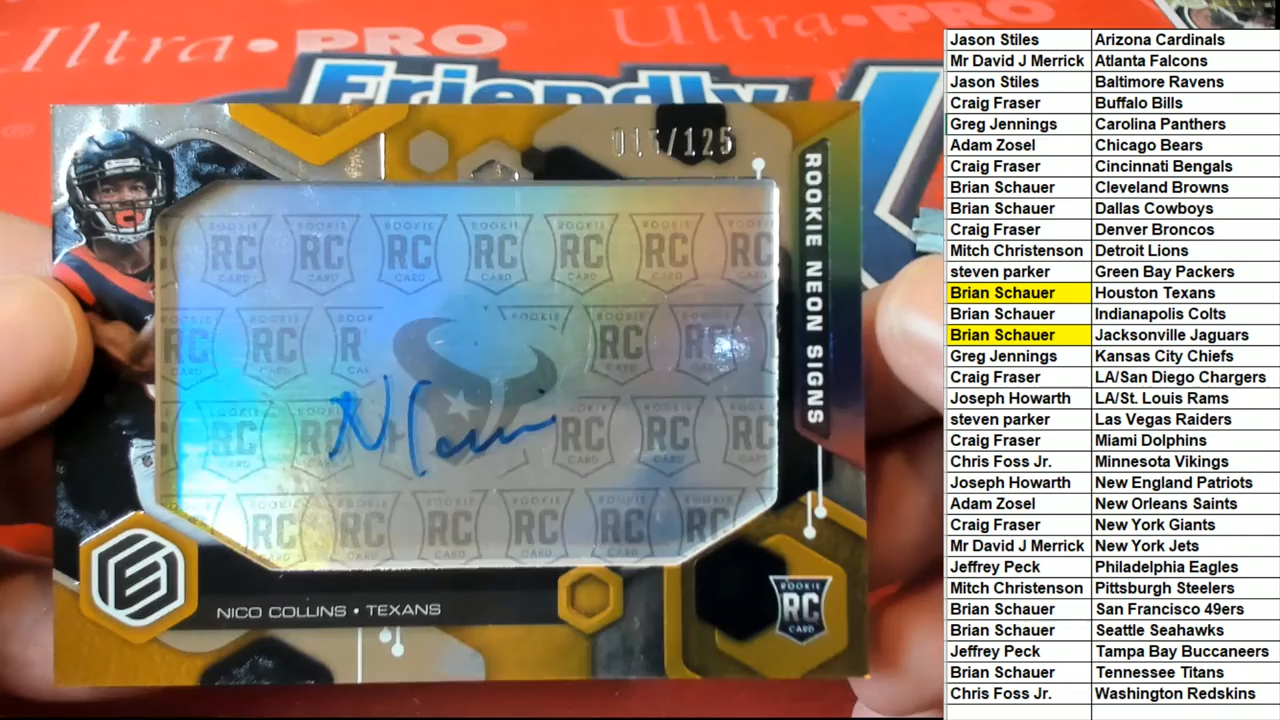 Ultra•PRO
Ultra•PRO
Friendly
/125
ROOKIE NEON SIGNS
ROOKIE RC CARD
N Collins
NICO COLLINS • TEXANS
ROOKIE
RC
CARD
Jason Stiles Arizona Cardinals
Mr David J Merrick Atlanta Falcons
Jason Stiles Baltimore Ravens
Craig Fraser Buffalo Bills
Greg Jennings Carolina Panthers
Adam Zosel Chicago Bears
Craig Fraser Cincinnati Bengals
Brian Schauer Cleveland Browns
Brian Schauer Dallas Cowboys
Craig Fraser Denver Broncos
Mitch Christenson Detroit Lions
steven parker Green Bay Packers
Brian Schauer Houston Texans
Brian Schauer Indianapolis Colts
Brian Schauer Jacksonville Jaguars
Greg Jennings Kansas City Chiefs
Craig Fraser LA/San Diego Chargers
Joseph Howarth LA/St. Louis Rams
steven parker Las Vegas Raiders
Craig Fraser Miami Dolphins
Chris Foss Jr. Minnesota Vikings
Joseph Howarth New England Patriots
Adam Zosel New Orleans Saints
Craig Fraser New York Giants
Mr David J Merrick New York Jets
Jeffrey Peck Philadelphia Eagles
Mitch Christenson Pittsburgh Steelers
Brian Schauer San Francisco 49ers
Brian Schauer Seattle Seahawks
Jeffrey Peck Tampa Bay Buccaneers
Brian Schauer Tennessee Titans
Chris Foss Jr. Washington Redskins